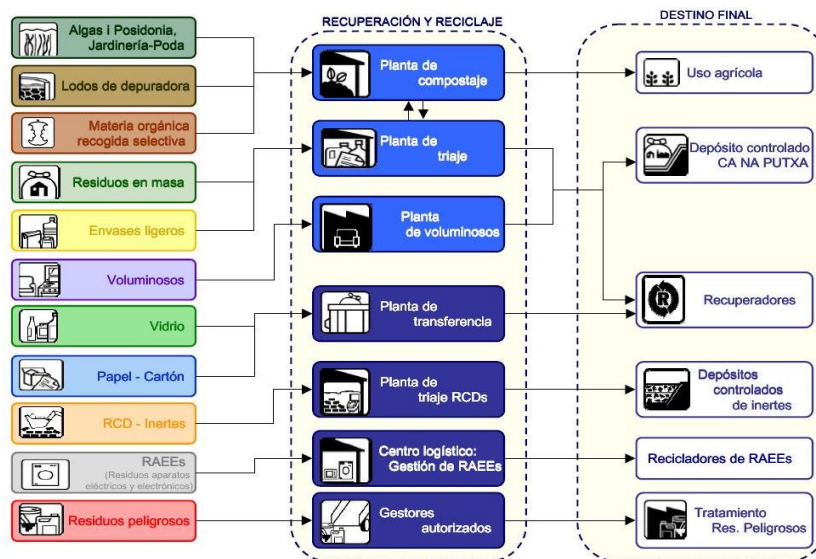 RECUPERACIÓN Y RECICLAJE
DESTINO FINAL
Algas i Posidonia,
Jardinería-Poda
Lodos de depuradora
Materia orgánica
recogida selectiva
Residuos en masa
Envases ligeros
Voluminosos
Vidrio
Papel - Cartón
RCD - Inertes
RAEEs
(Residuos aparatos
eléctricos y electrónicos)
Residuos peligrosos
Planta de
compostaje
Planta de
triaje
Planta
de voluminosos
Planta de
transferencia
Planta de
triaje RCDs
Centro logístico:
Gestión de RAEEs
Gestores
autorizados
Uso agrícola
Depósito controlado
CA NA PUTXA
R
Recuperadores
Depósitos
controlados
de inertes
Recicladores de RAEEs
Tratamiento
Res. Peligrosos